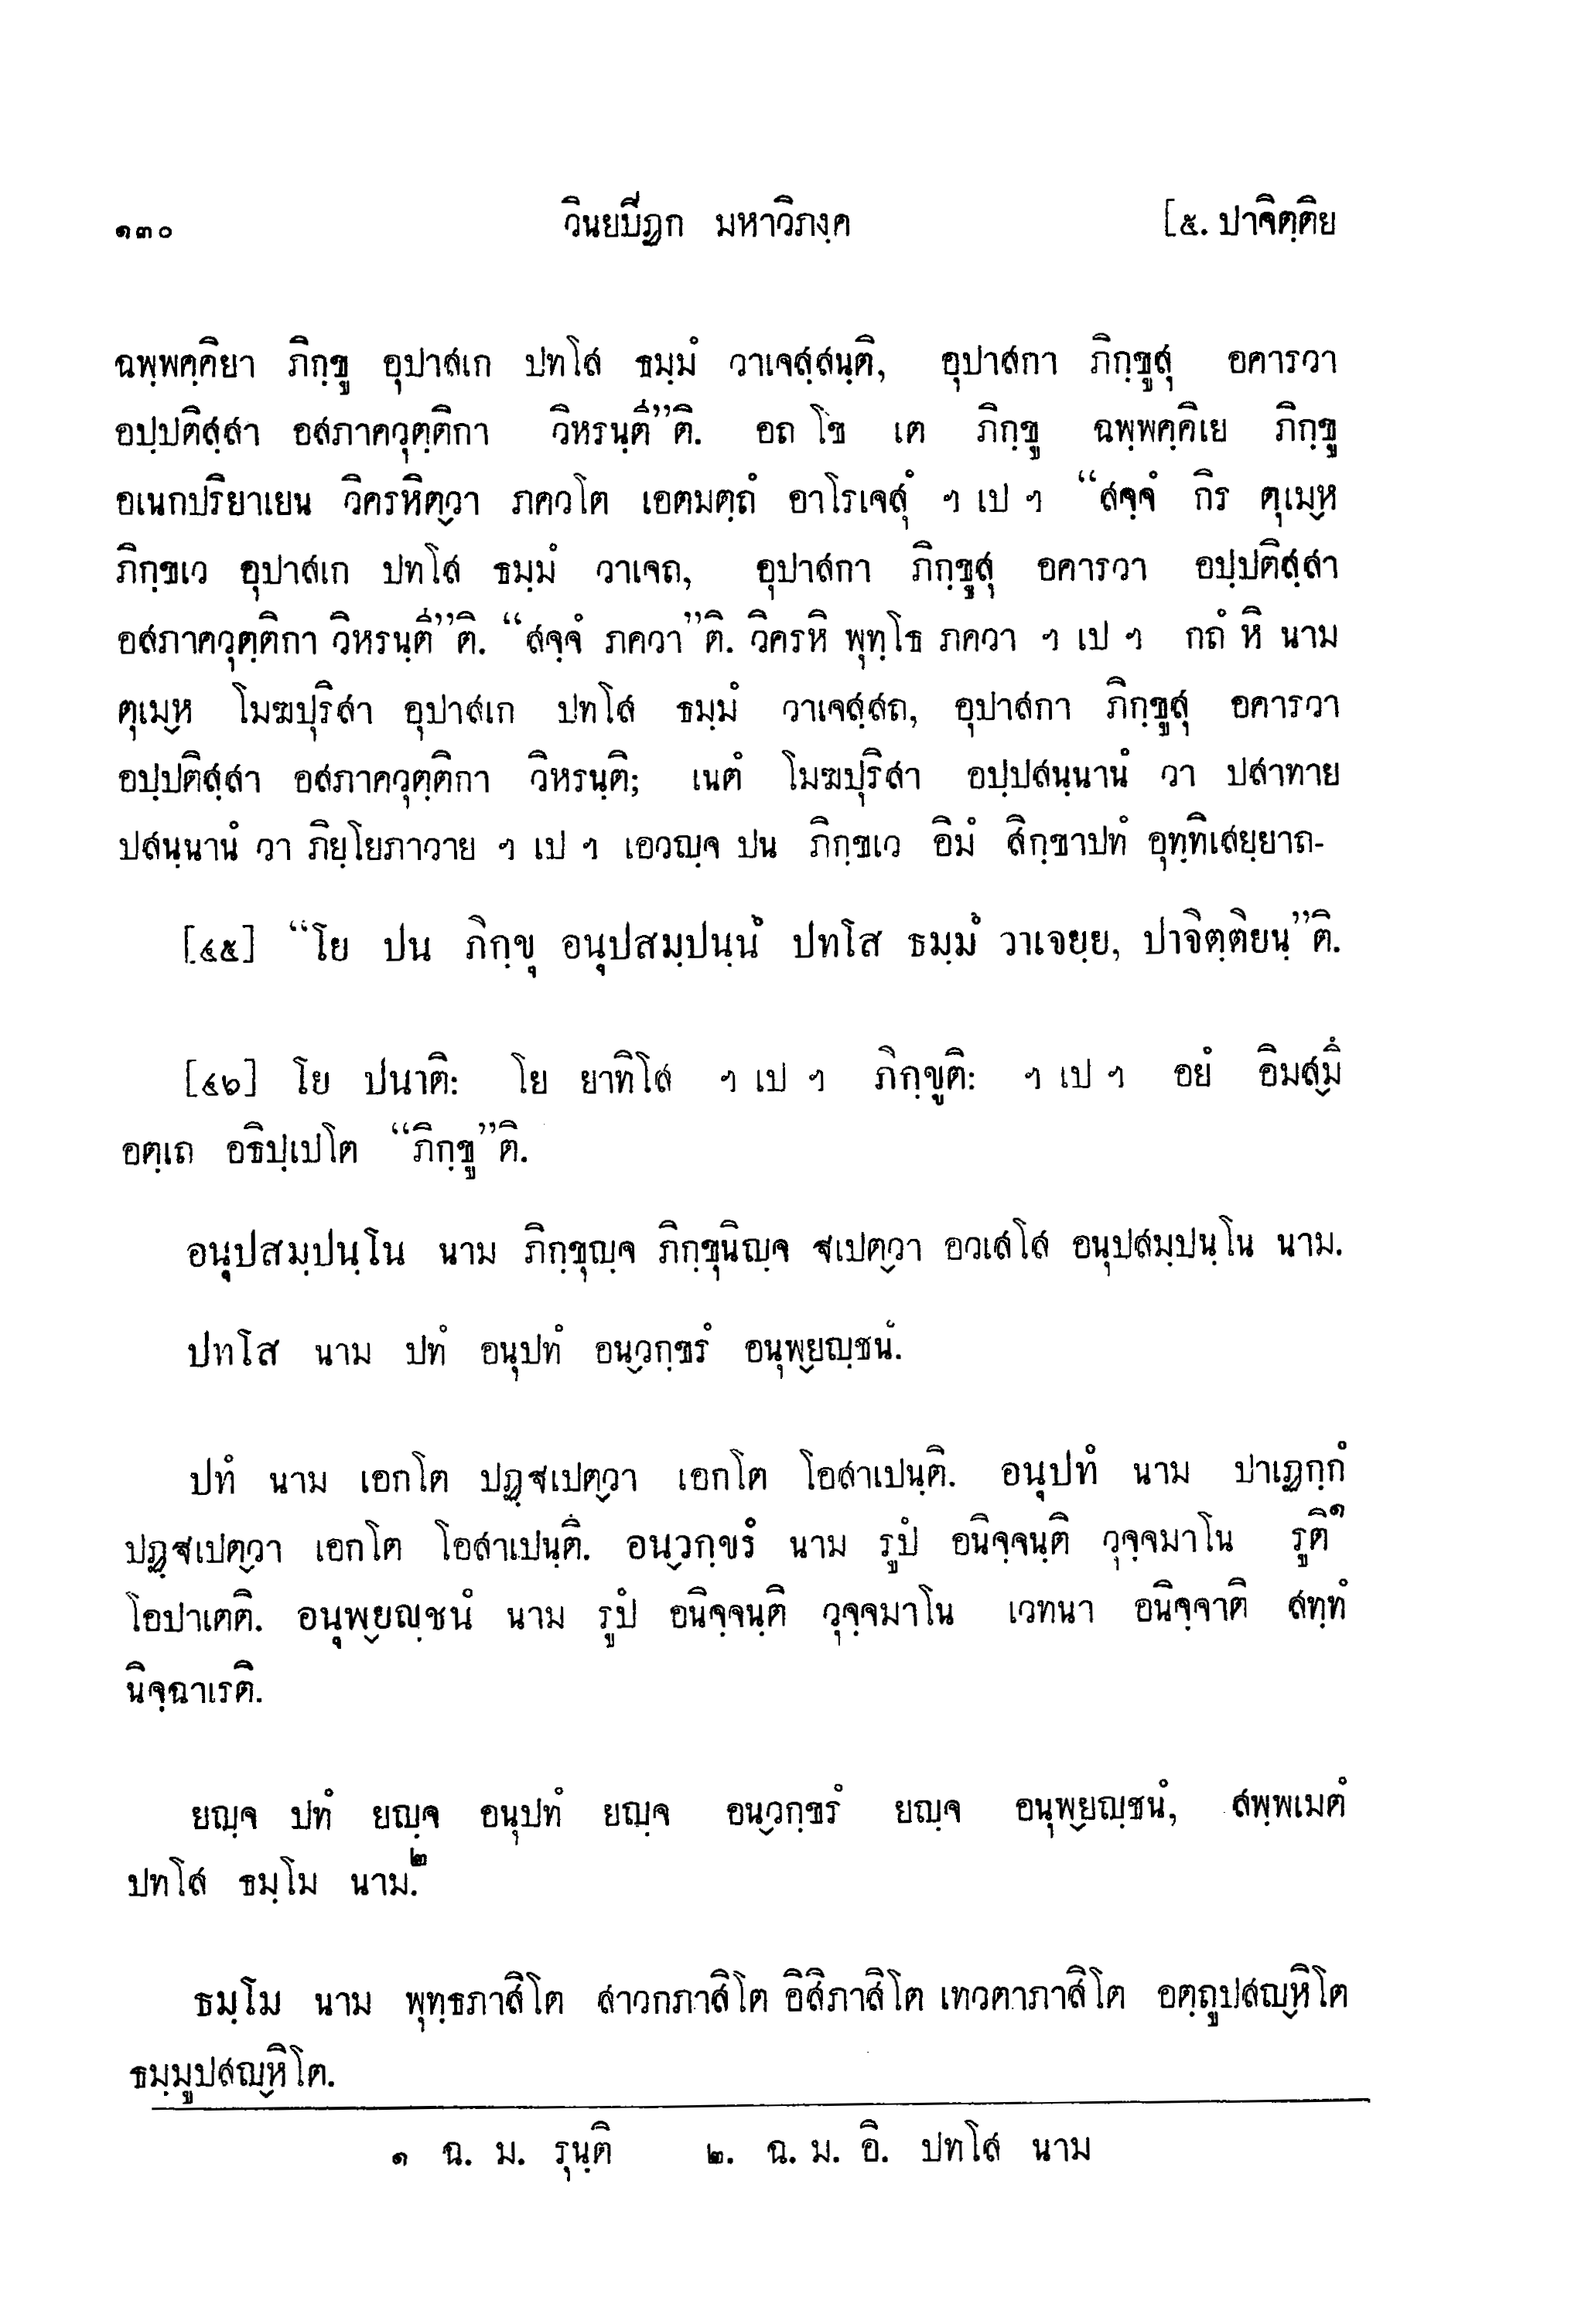 ๑๓๐ วินยปีฏก มหาวิภงฺค [๕. ปาจิตฺติย
ฉพฺพคฺคิยา ภิกฺขู อุปาสเก ปทโส ธมฺมํ วาเจสฺสนฺติ, อุปาสกา ภิกฺขูสุ อคารวา
อปฺปติสฺสา อสภาควุตฺติกา วิหรนฺตี”ติ. อถ โข เต ภิกฺขู ฉพฺพคฺคิเย ภิกฺขู
อเนกปริยาเยน วิครหิตฺวา ภควโต เอตมตฺถํ อาโรเจสุํ ฯ เป ฯ “สจฺจํ กิร ตุเมฺห
ภิกฺขเว อุปาสเก ปทโส ธมฺมํ วาเจถ, อุปาสกา ภิกฺขูสุ อคารวา อปฺปติสฺสา
อสภาควุตฺติกา วิหรนฺตี”ติ. “สจฺจํ ภควา”ติ. วิครหิ พุทฺโธ ภควา ฯ เป ฯ กถํ หิ นาม
ตุเมฺห โมฆปุริสา อุปาสเก ปทโส ธมฺมํ วาเจสฺสถ, อุปาสกา ภิกฺขูสุ อคารวา
อปฺปติสฺสา อสภาควุตฺติกา วิหรนฺติ; เนตํ โมฆปุริสา อปฺปสนฺนานํ วา ปสาทาย
ปสนฺนานํ วา ภิยฺโยภาวาย ฯ เป ฯ เอวญฺจ ปน ภิกฺขเว อิมํ สิกฺขาปทํ อุทฺทิเสยฺยาถ-
[๔๕] “โย ปน ภิกฺขุ อนุปสมฺปนฺนํ ปทโส ธมฺมํ วาเจยฺย, ปาจิตฺติยนฺ”ติ.
[๔๖] โย ปนาติ: โย ยาทิโส ฯ เป ฯ ภิกฺขูติ: ฯ เป ฯ อยํ อิมสฺมึ
อตฺเถ อธิปฺเปโต “ภิกฺขู”ติ.
อนุปสมฺปนฺโน นาม ภิกฺขุญฺจ ภิกฺขุนิญฺจ ฐเปตฺวา อวเสโส อนุปสมฺปนฺโน นาม.
ปทโส นาม ปทํ อนุปทํ อนฺวกฺขรํ อนุพฺยญฺชนํ.
ปทํ นาม เอกโต ปฏฺฐเปตฺวา เอกโต โอสาเปนฺติ. อนุปทํ นาม ปาเฏกฺกํ
ปฏฺฐเปตฺวา เอกโต โอสาเปนฺติ. อนฺวกฺขรํ นาม รูปํ อนิจฺจนฺติ วุจฺจมาโน รูติ๑
โอปาเตติ. อนุพฺยญฺชนํ นาม รูปํ อนิจฺจนฺติ วุจฺจมาโน เวทนา อนิจฺจาติ สทฺทํ
นิจฺฉาเรติ.
ยญฺจ ปทํ ยญฺจ อนุปทํ ยญฺจ อนฺวกฺขรํ ยญฺจ อนุพฺยญฺชนํ, สพฺพเมตํ
ปทโส ธมฺโม นาม.๒
ธมฺโม นาม พุทฺธภาสิโต สาวกภาสิโต อิสิภาสิโต เทวตาภาสิโต อตฺถูปสญฺหิโต
ธมฺมูปสญฺหิโต.
๑ ฉ. ม. รุนฺติ ๒. ฉ. ม. อิ. ปทโส นาม